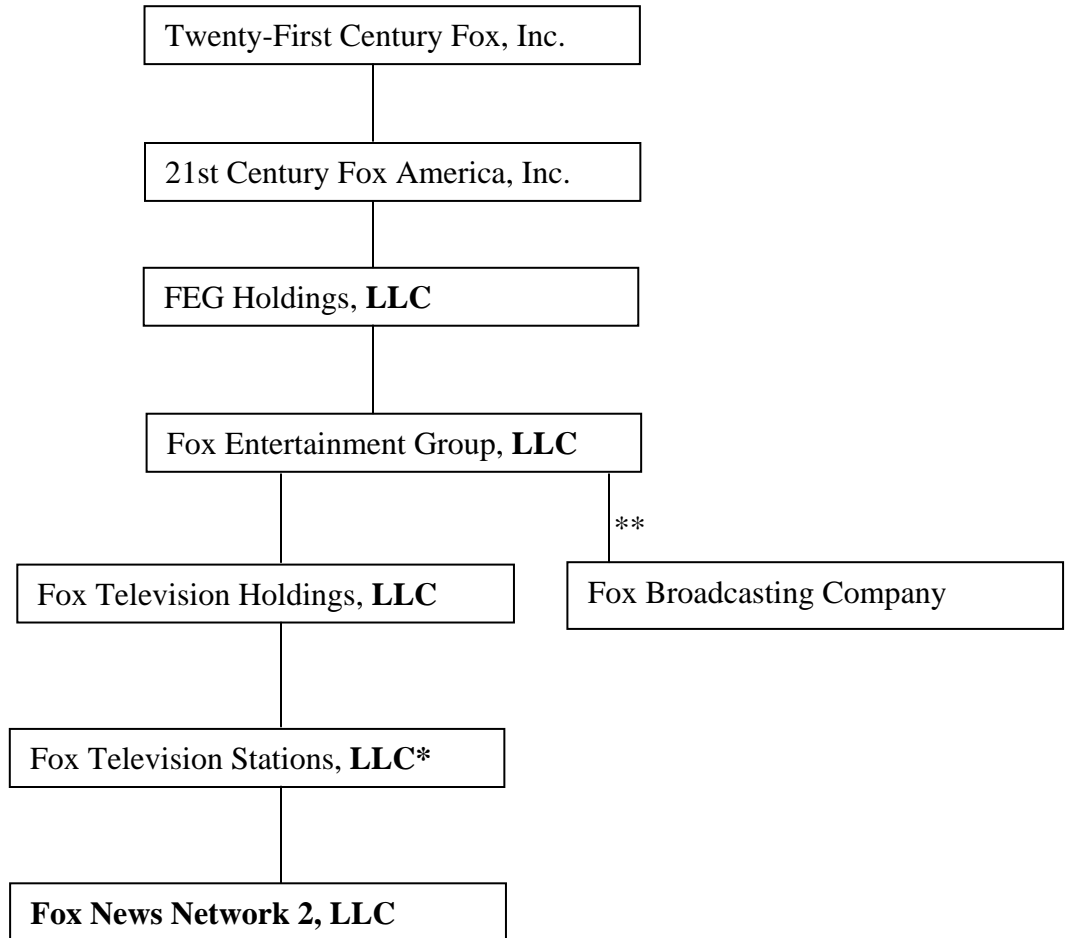 Twenty-First Century Fox, Inc.
21st Century Fox America, Inc.
FEG Holdings, LLC
Fox Entertainment Group, LLC
**
Fox Television Holdings, LLC
Fox Broadcasting Company
Fox Television Stations, LLC*
Fox News Network 2, LLC